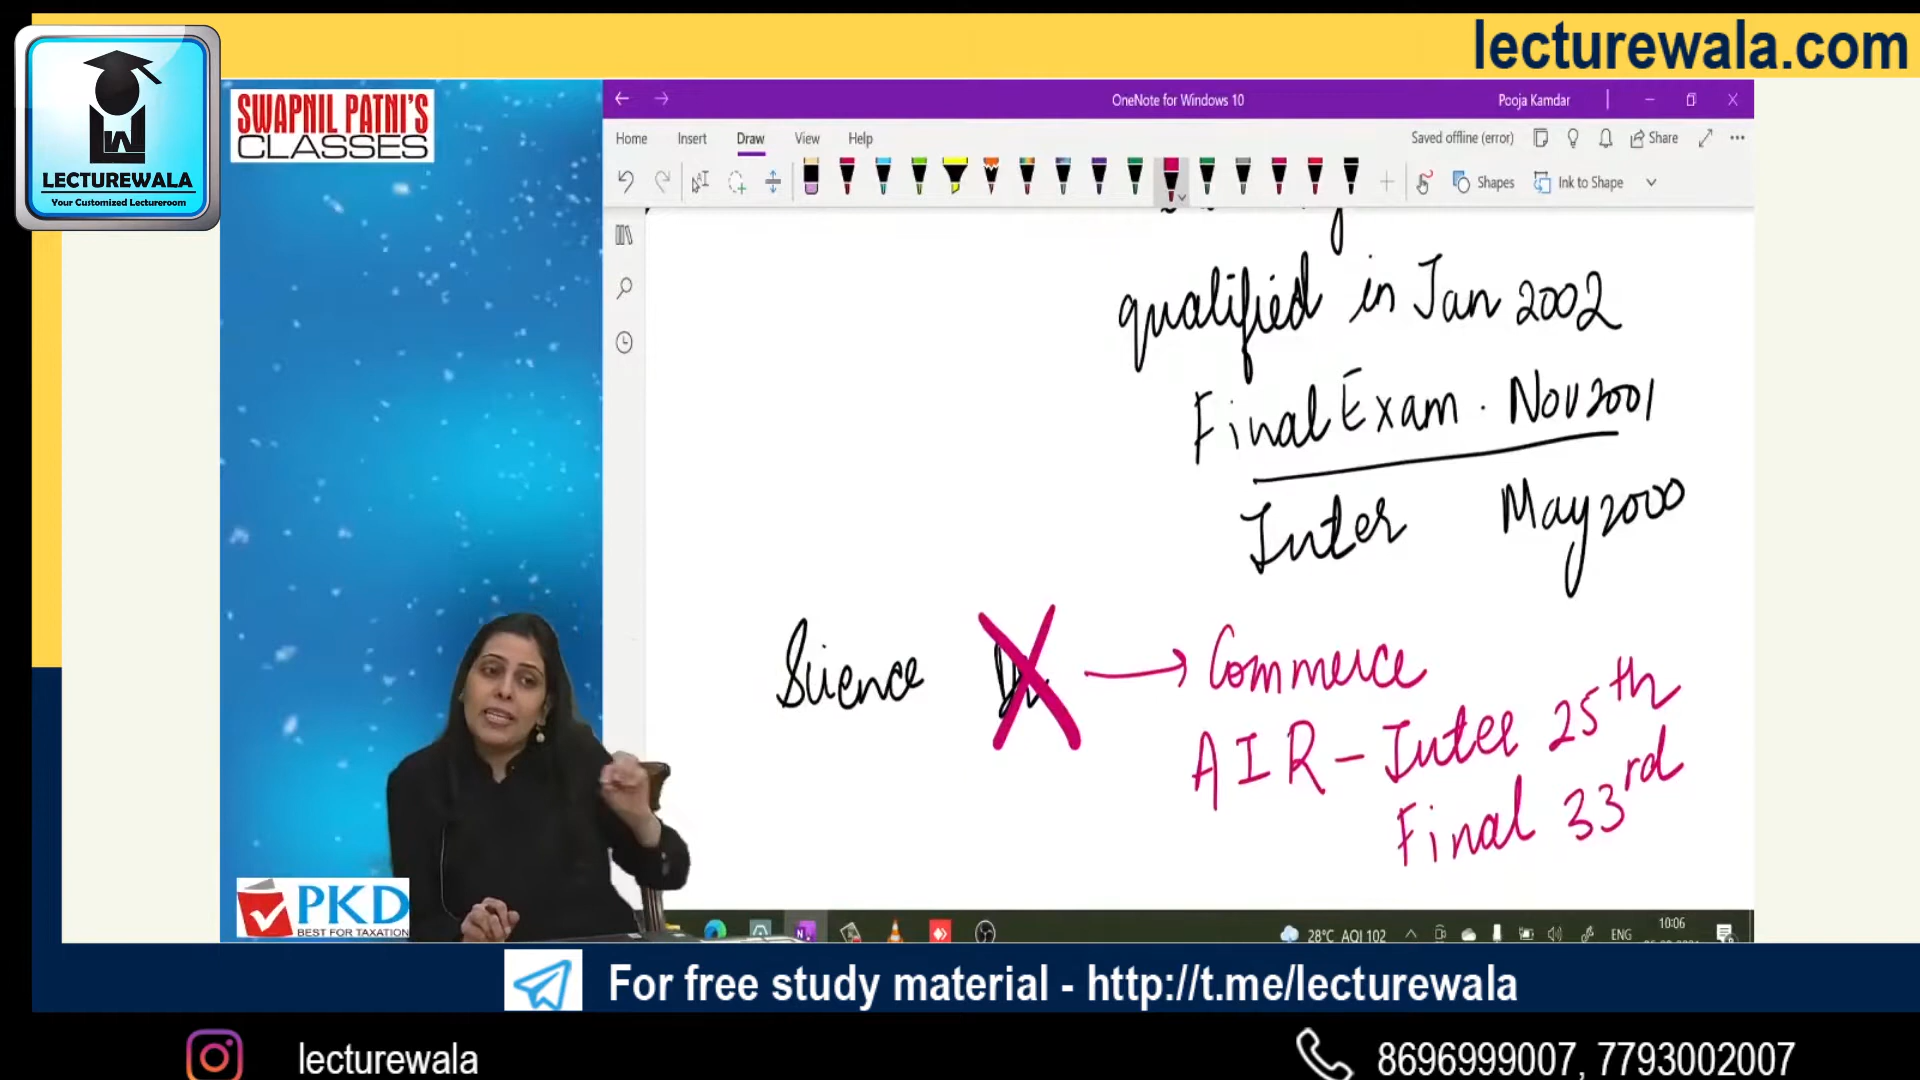 lecturewala.com
LW
LECTUREWALA
Your Customized Lectureroom
SWAPNIL PATNI'S
CLASSES
OneNote for Windows 10
Pooja Kamdar
Home Insert Draw View Help
Saved offline (error)
Share
Shapes
Ink to Shape
qualified in Jan 2002
Final Exam . Nov 2001
Inter May 2000
Science → Commerce
AIR - Inter 25th
Final 33rd
PKD
BEST FOR TAXATION
28°C AQI 102
ENG
10:06
For free study material - http://t.me/lecturewala
lecturewala
8696999007, 7793002007